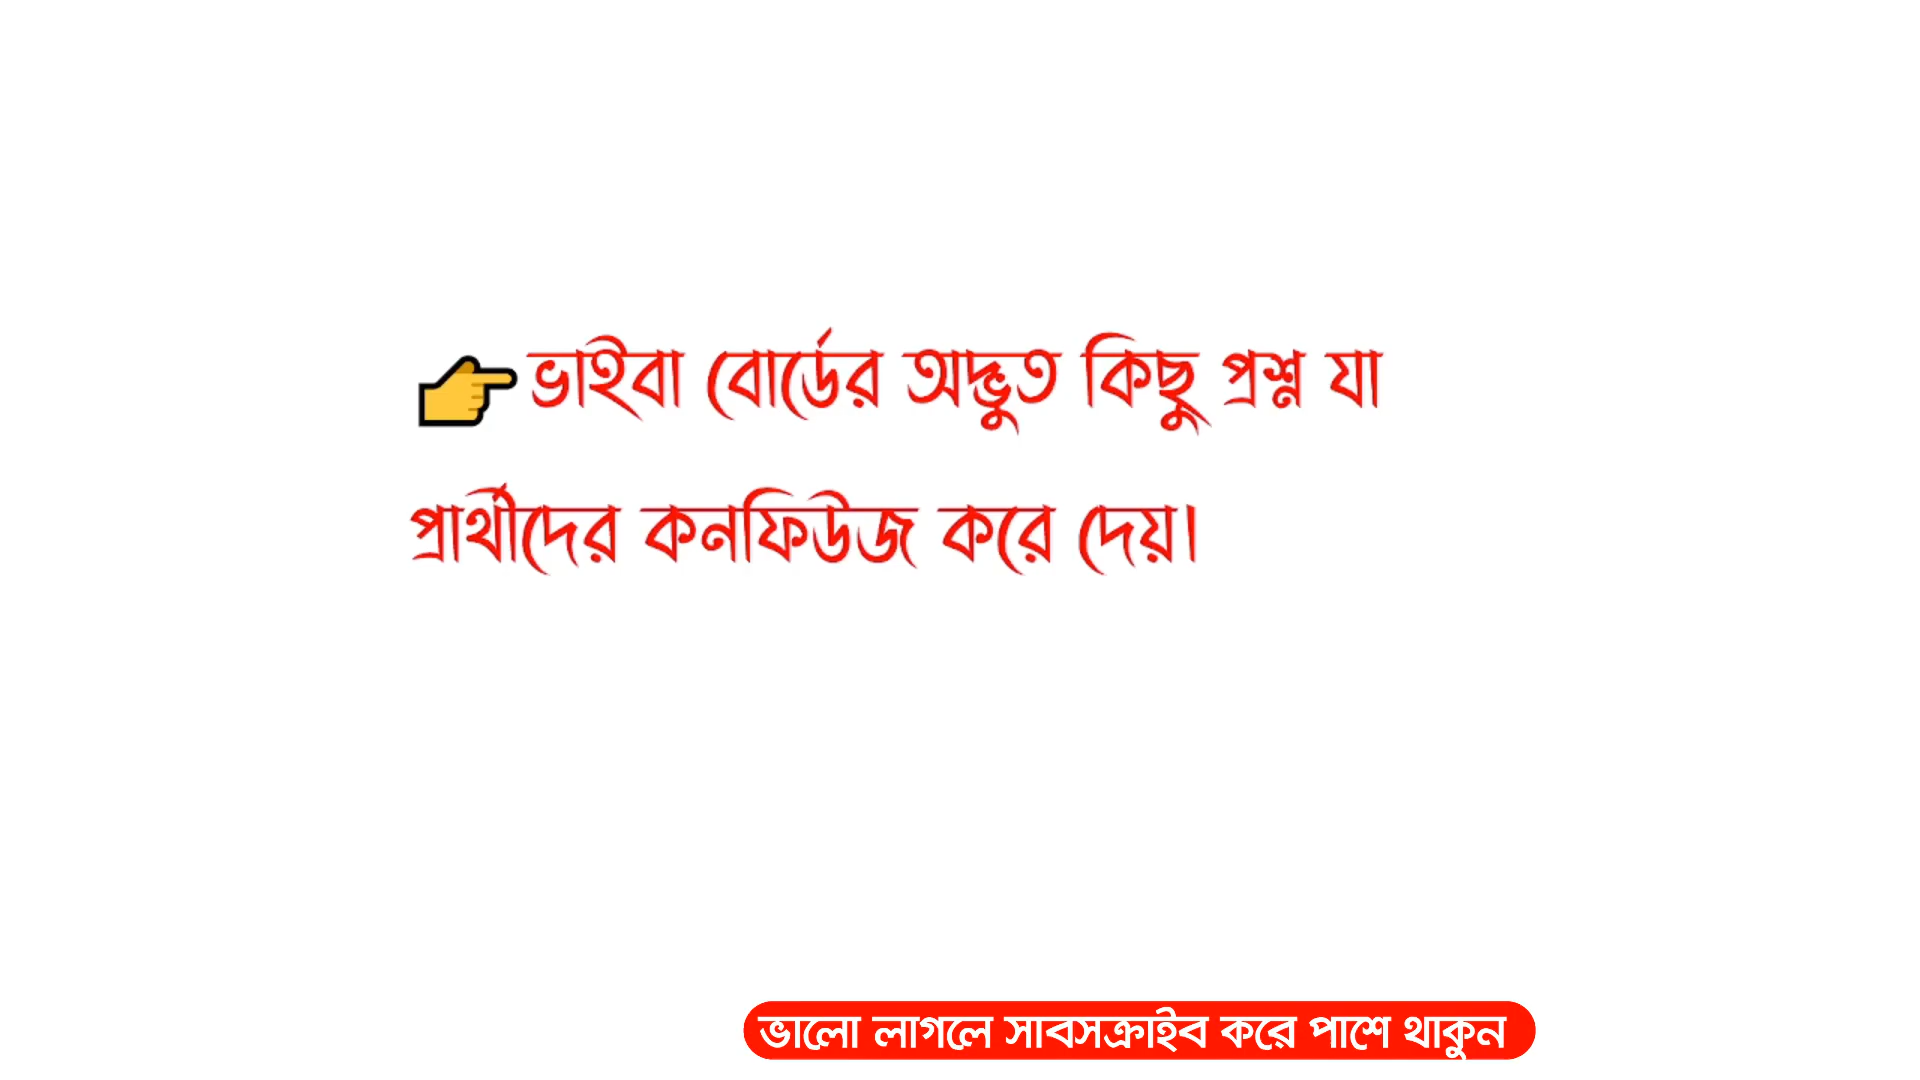 👉ভাইবা বোর্ডের অদ্ভুত কিছু প্রশ্ন যা
প্রার্থীদের কনফিউজ করে দেয়।
ভালো লাগলে সাবসক্রাইব করে পাশে থাকুন